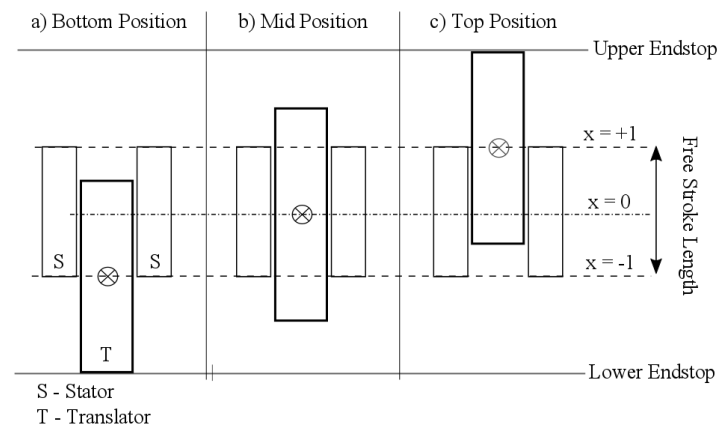 a) Bottom Position
b) Mid Position
c) Top Position
Upper Endstop
x = +1
x = 0
x = -1
Free Stroke Length
S
S
T
Lower Endstop
S - Stator
T - Translator